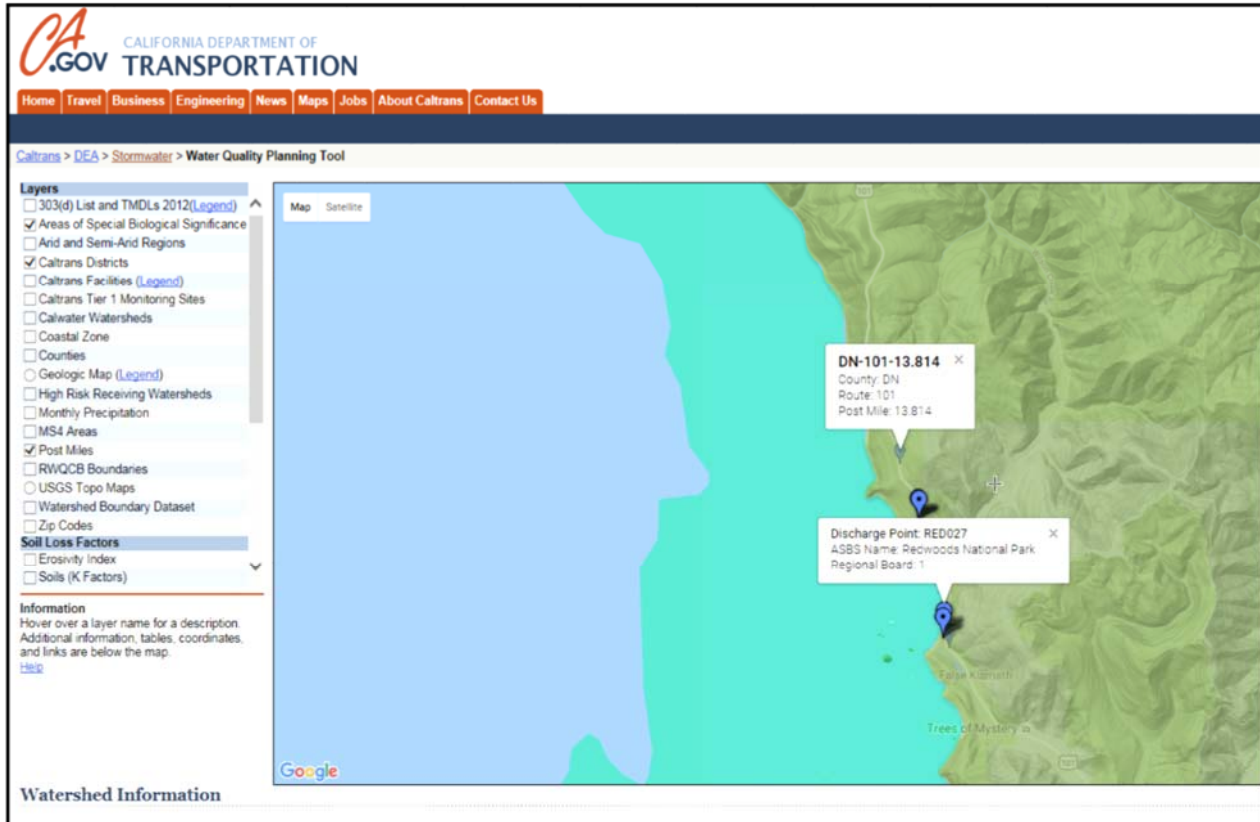 CA
.GOV
CALIFORNIA DEPARTMENT OF
TRANSPORTATION
Home Travel Business Engineering News Maps Jobs About Caltrans Contact Us
Caltrans > DEA > Stormwater > Water Quality Planning Tool
Layers
303(d) List and TMDLs 2012(Legend)
Areas of Special Biological Significance
Arid and Semi-Arid Regions
Caltrans Districts
Caltrans Facilities (Legend)
Caltrans Tier 1 Monitoring Sites
Calwater Watersheds
Coastal Zone
Counties
Geologic Map (Legend)
High Risk Receiving Watersheds
Monthly Precipitation
MS4 Areas
Post Miles
RWQCB Boundaries
USGS Topo Maps
Watershed Boundary Dataset
Zip Codes
Soil Loss Factors
Erosivity Index
Soils (K Factors)
Information
Hover over a layer name for a description.
Additional information, tables, coordinates,
and links are below the map.
Help
Map Satellite
101
DN-101-13.814
County: DN
Route: 101
Post Mile: 13.814
Discharge Point: RED027
ASBS Name: Redwoods National Park
Regional Board: 1
False Klamath
Trees of Mystery
101
Google
Watershed Information